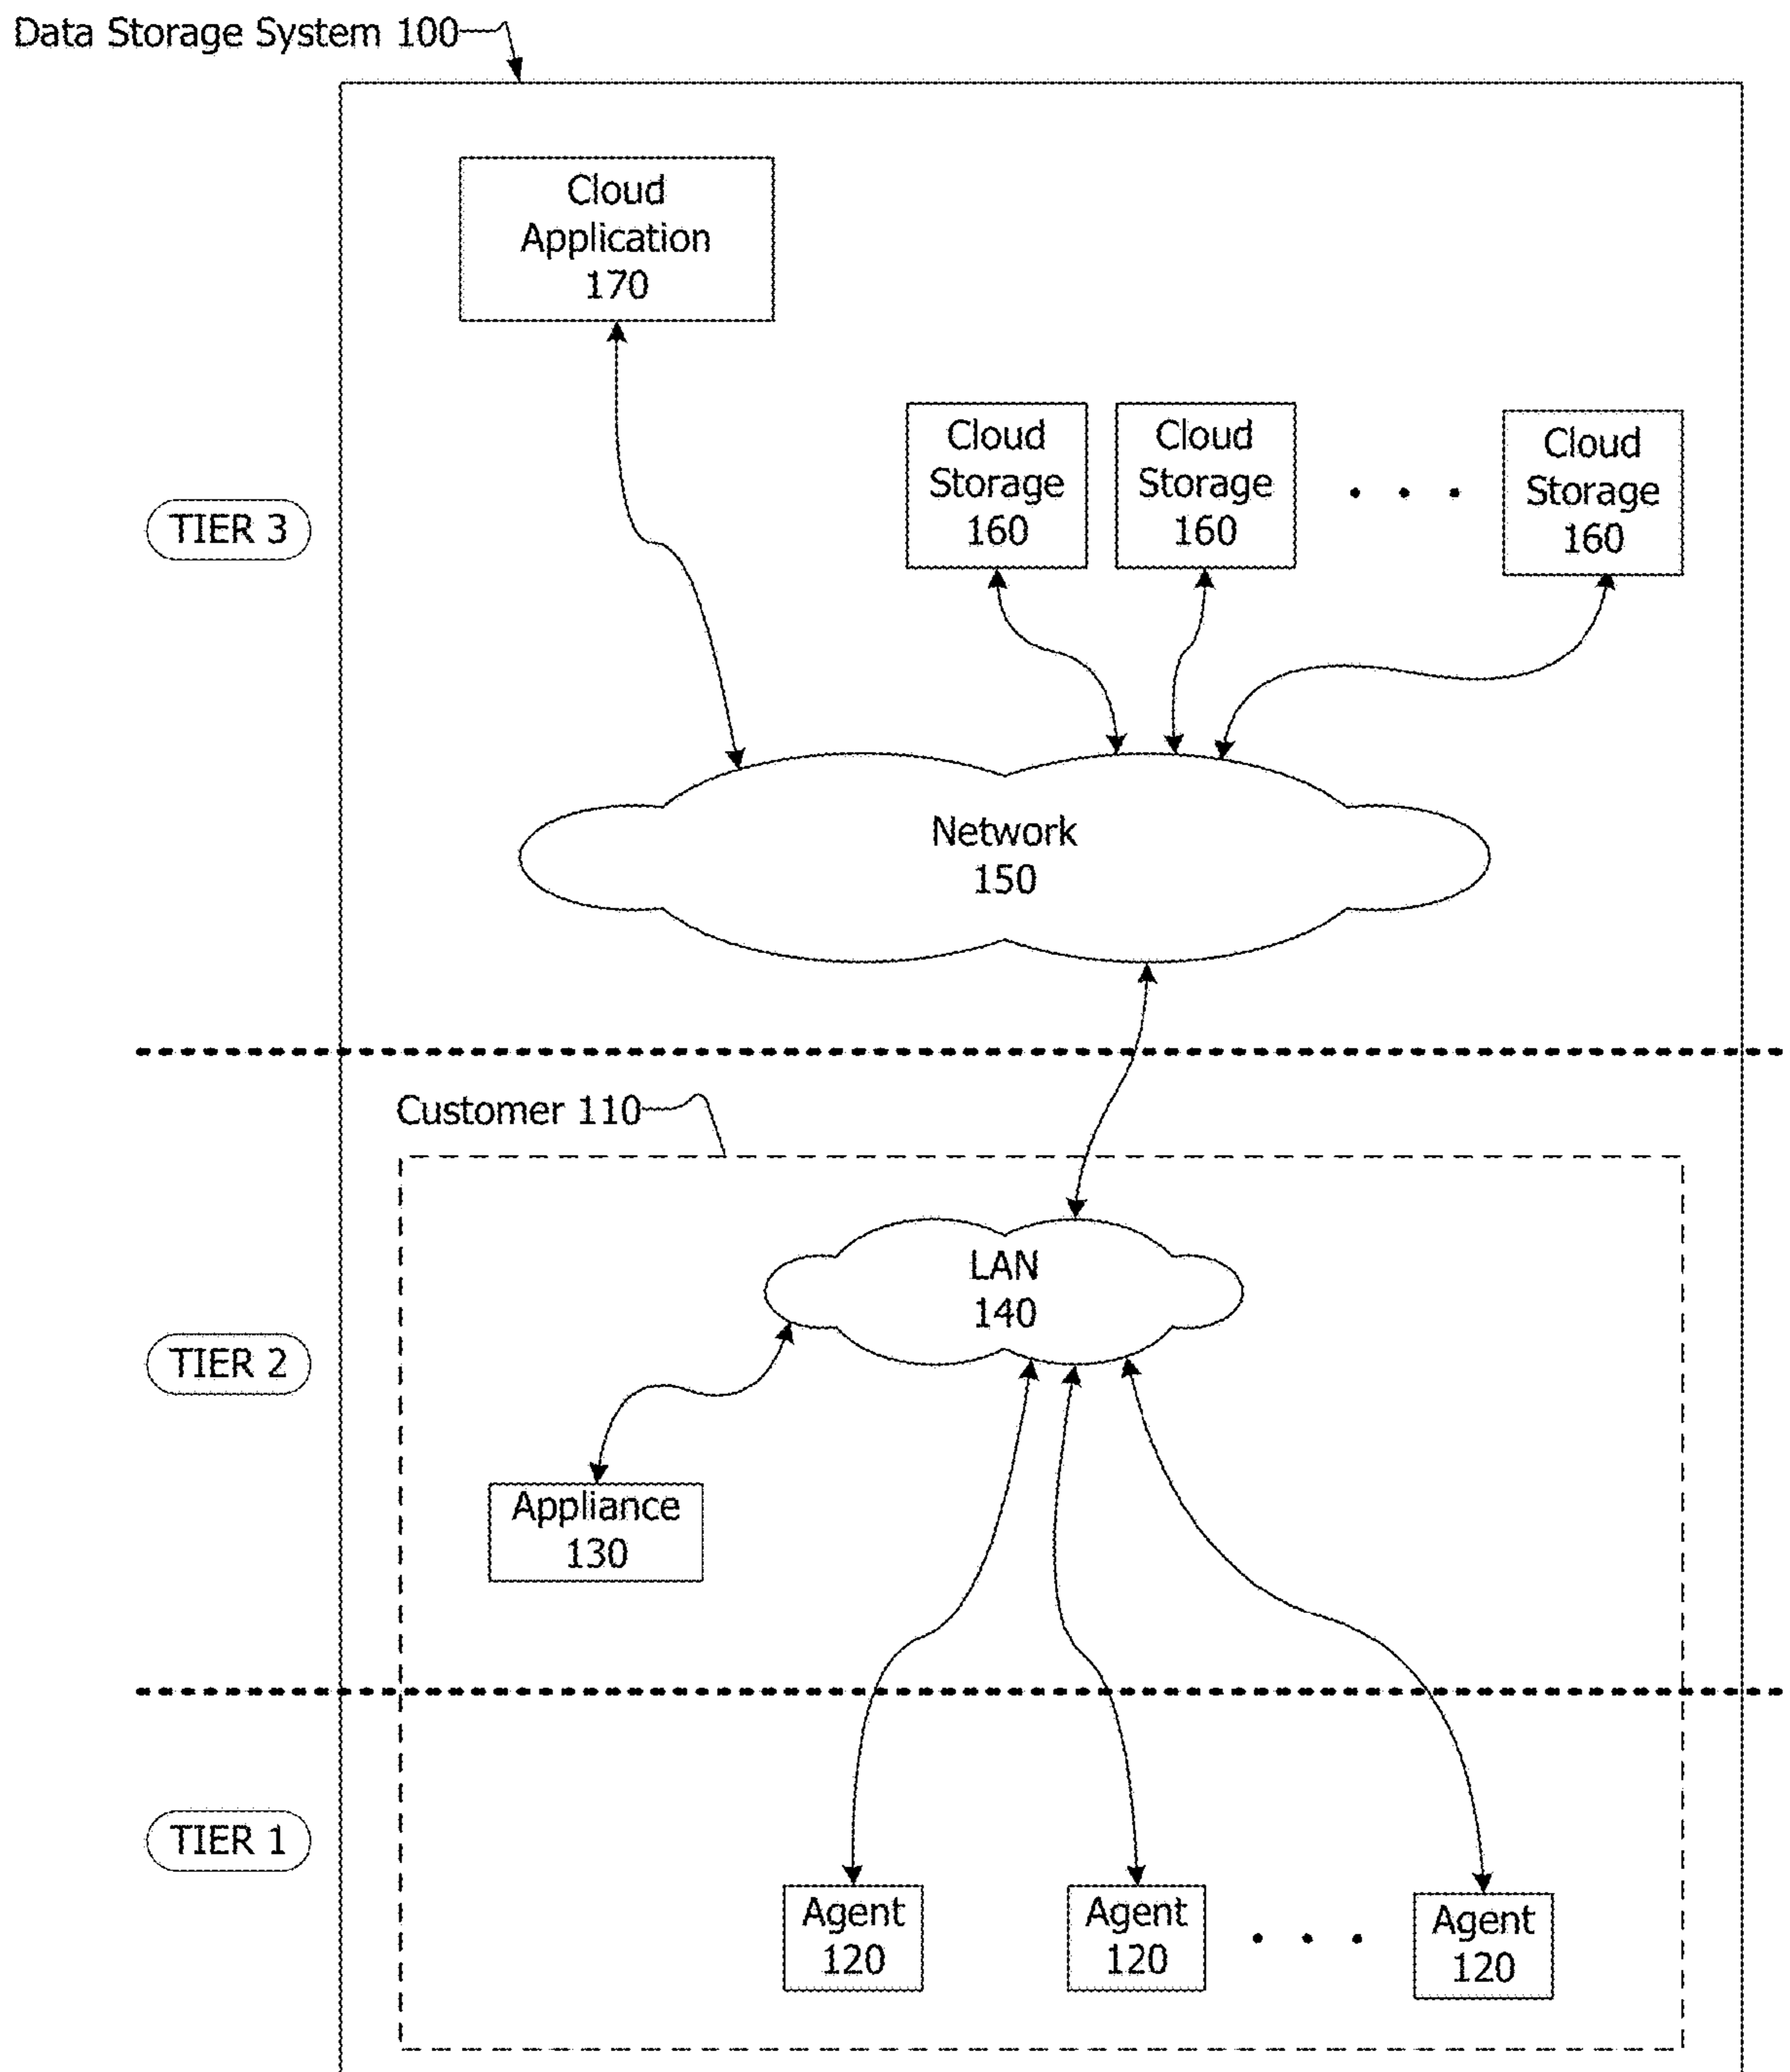 Data Storage System 100
Cloud
Application
170
Cloud
Storage
160
Cloud
Storage
160
Cloud
Storage
160
TIER 3
Network
150
Customer 110
LAN
140
TIER 2
Appliance
130
TIER 1
Agent
120
Agent
120
Agent
120